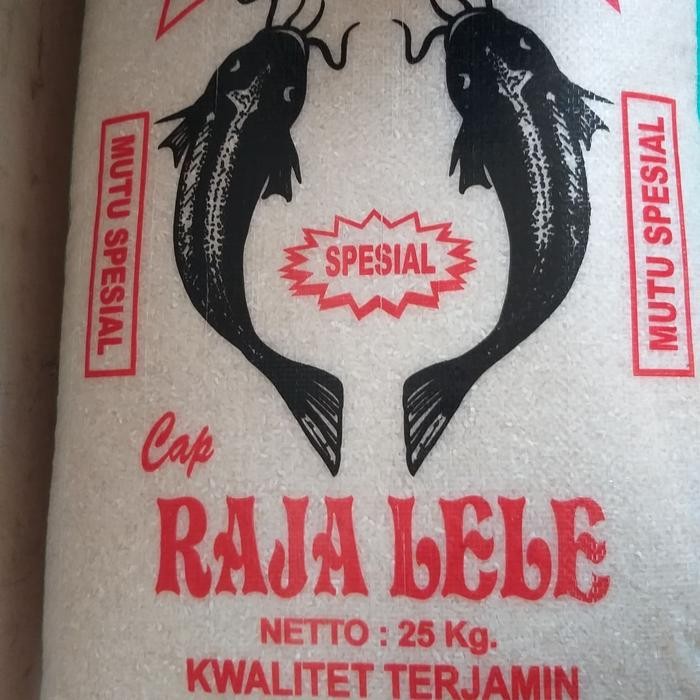 MUTU SPESIAL
SPESIAL
MUTU SPESIAL
Cap
RAJA LELE
NETTO : 25 Kg.
KWALITET TERJAMIN